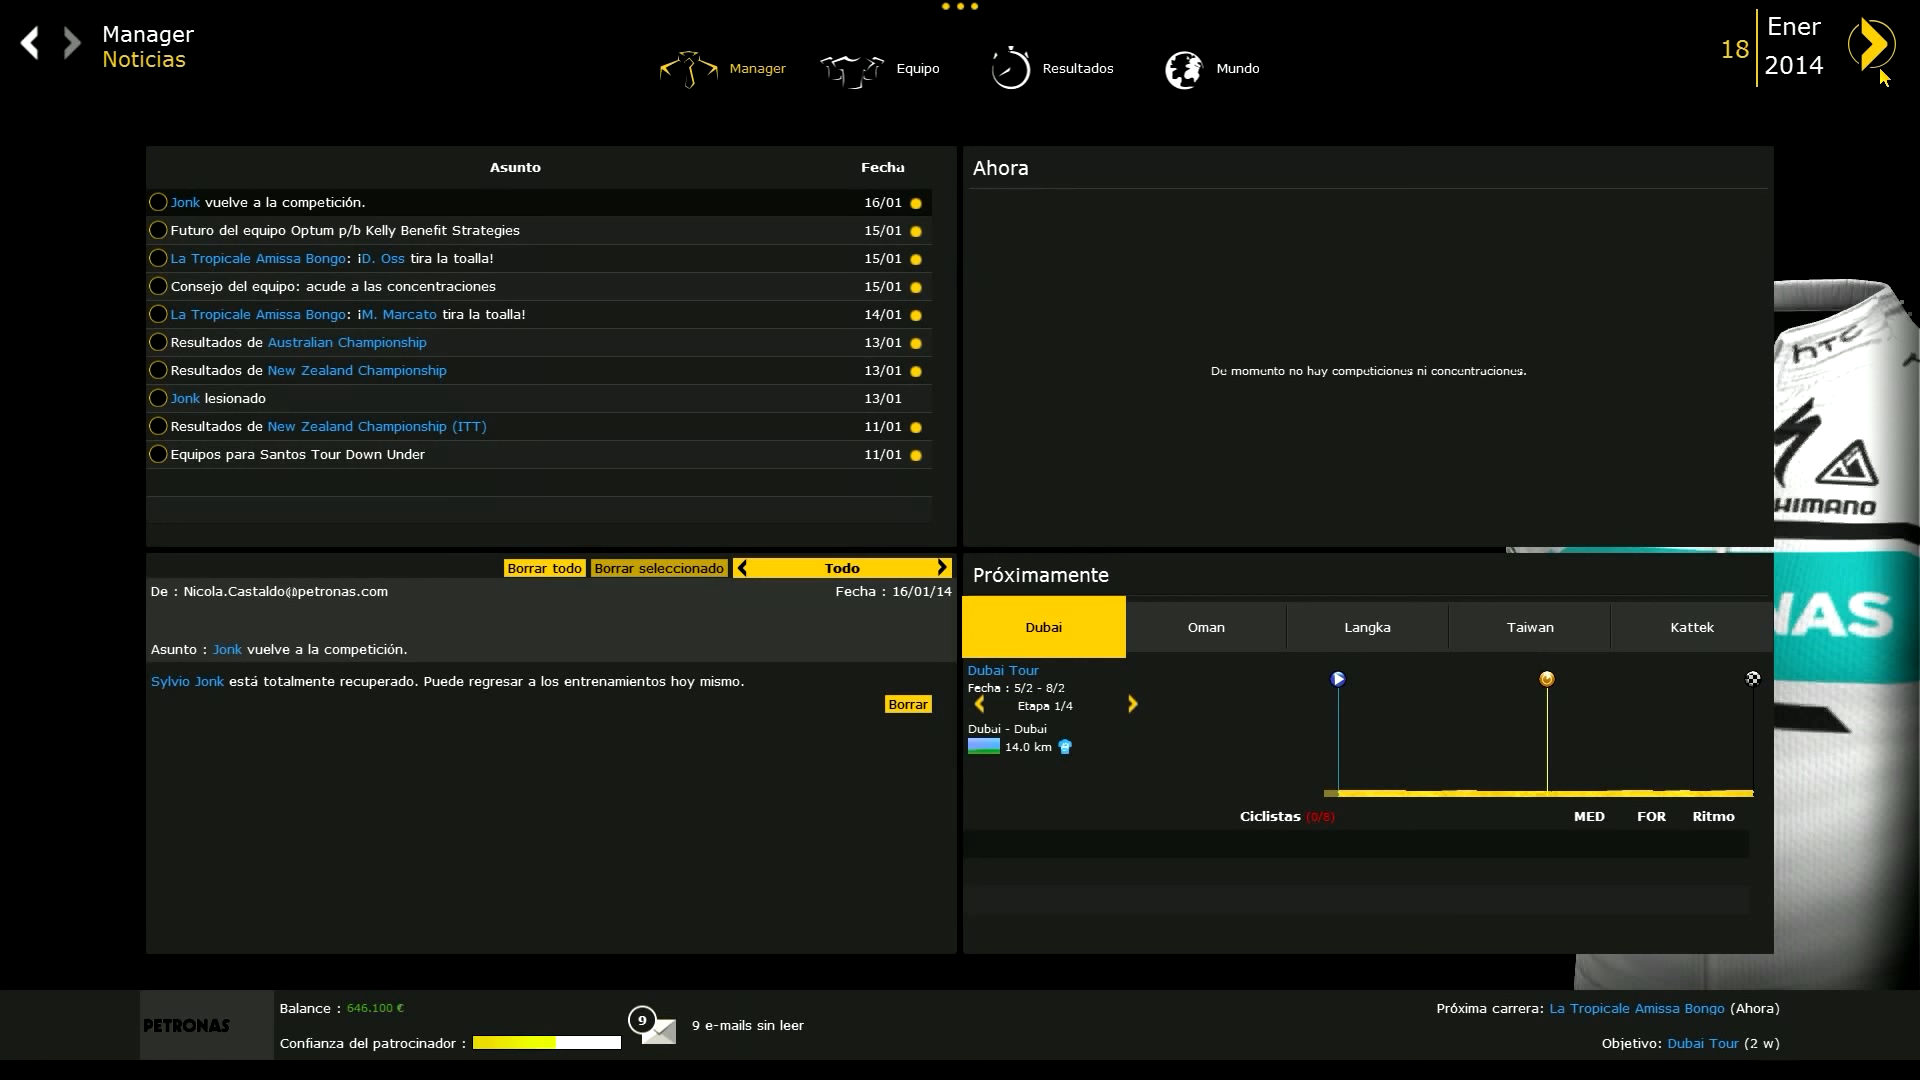 Manager
Noticias
Manager
Equipo
Resultados
Mundo
18
Ener
2014
Asunto
Fecha
Jonk vuelve a la competición.
16/01
Futuro del equipo Optum p/b Kelly Benefit Strategies
15/01
La Tropicale Amissa Bongo: ¡D. Oss tira la toalla!
15/01
Consejo del equipo: acude a las concentraciones
15/01
La Tropicale Amissa Bongo: ¡M. Marcato tira la toalla!
14/01
Resultados de Australian Championship
13/01
Resultados de New Zealand Championship
13/01
Jonk lesionado
13/01
Resultados de New Zealand Championship (ITT)
11/01
Equipos para Santos Tour Down Under
11/01
Borrar todo
Borrar seleccionado
Todo
De : Nicola.Castaldo@petronas.com
Fecha : 16/01/14
Asunto : Jonk vuelve a la competición.
Sylvio Jonk está totalmente recuperado. Puede regresar a los entrenamientos hoy mismo.
Borrar
Ahora
De momento no hay competiciones ni concentraciones.
Próximamente
Dubai
Oman
Langka
Taiwan
Kattek
Dubai Tour
Fecha : 5/2 - 8/2
Etapa 1/4
Dubai - Dubai
14.0 km
Ciclistas (0/8)
MED
FOR
Ritmo
hTC
HIMANO
NAS
PETRONAS
Balance : 646.100 €
Confianza del patrocinador :
9
9 e-mails sin leer
Próxima carrera: La Tropicale Amissa Bongo (Ahora)
Objetivo: Dubai Tour (2 w)